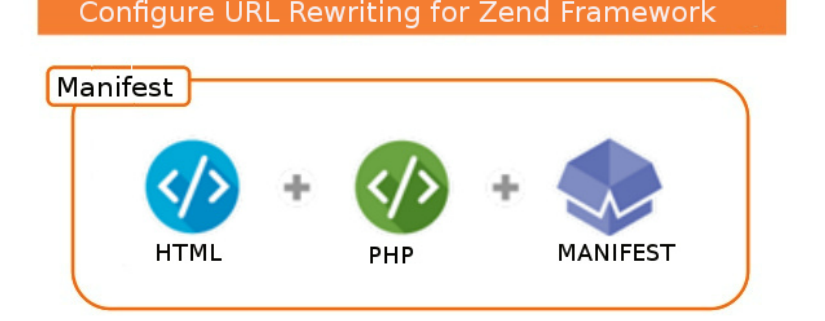 Configure URL Rewriting for Zend Framework
Manifest
HTML
PHP
MANIFEST